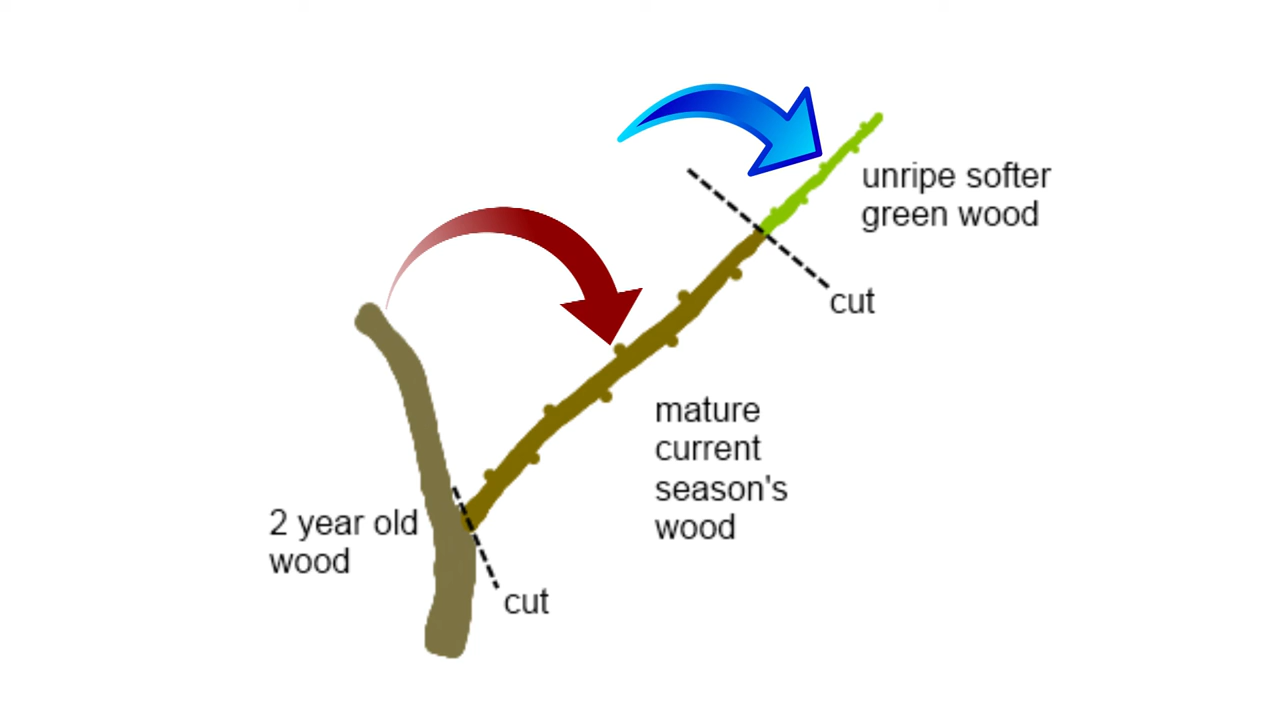 unripe softer
green wood
cut
mature
current
season's
wood
2 year old
wood
cut